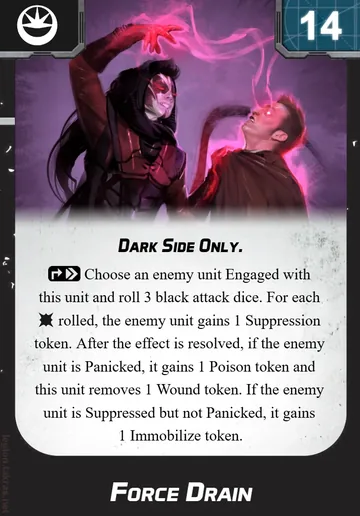 14
DARK SIDE ONLY.
Choose an enemy unit Engaged with
this unit and roll 3 black attack dice. For each
rolled, the enemy unit gains 1 Suppression
token. After the effect is resolved, if the enemy
unit is Panicked, it gains 1 Poison token and
this unit removes 1 Wound token. If the enemy
unit is Suppressed but not Panicked, it gains
1 Immobilize token.
FORCE DRAIN